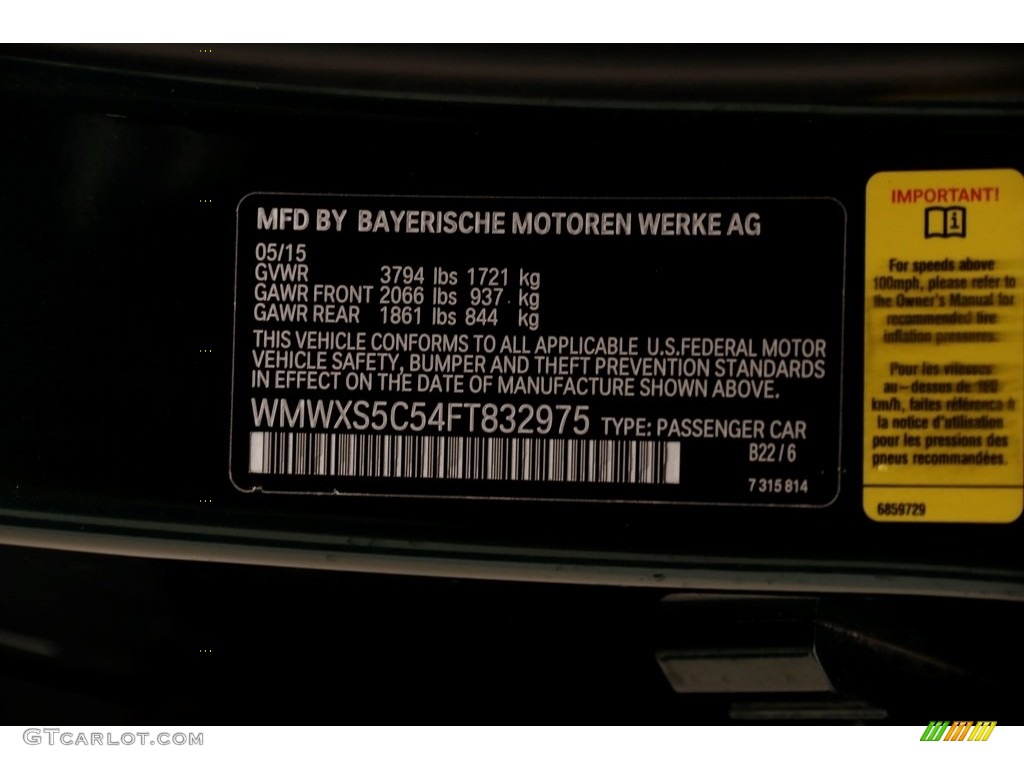 MFD BY BAYERISCHE MOTOREN WERKE AG
05/15
GVWR 3794 lbs 1721 kg
GAWR FRONT 2066 lbs 937 kg
GAWR REAR 1861 lbs 844 kg
THIS VEHICLE CONFORMS TO ALL APPLICABLE U.S.FEDERAL MOTOR
VEHICLE SAFETY, BUMPER AND THEFT PREVENTION STANDARDS
IN EFFECT ON THE DATE OF MANUFACTURE SHOWN ABOVE.
WMWXS5C54FT832975 TYPE: PASSENGER CAR
B22/6
7 315 814
IMPORTANT!
For speeds above
100mph, please refer to
the Owner's Manual for
recommended tire
inflation pressures.
Pour les vitesses
au-dessus de 160
km/h, faites référence à
la notice d'utilisation
pour les pressions des
pneus recommandées.
6859729
GTCarlot.com